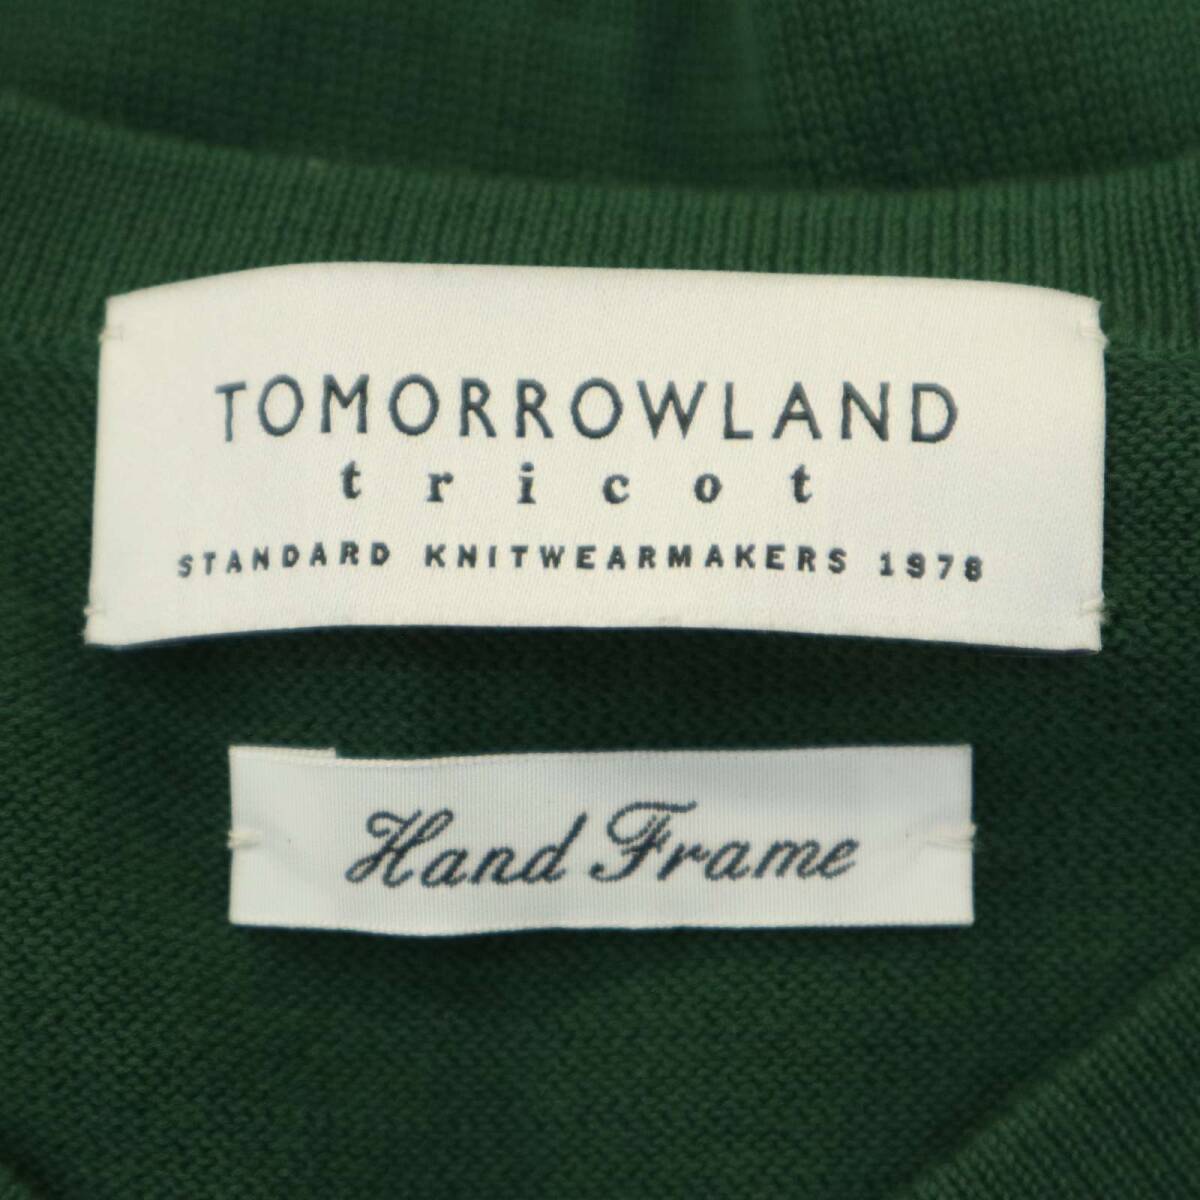 TOMORROWLAND
tricot
STANDARD KNITWEARMAKERS 1978
Hand Frame